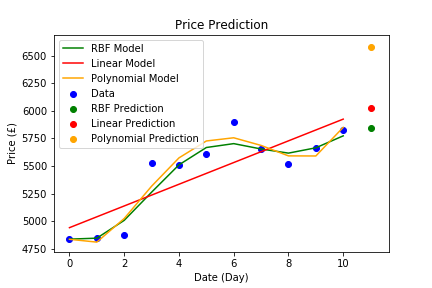 Price Prediction
RBF Model
Linear Model
Polynomial Model
Data
RBF Prediction
Linear Prediction
Polynomial Prediction
Price (£)
6500
6250
6000
5750
5500
5250
5000
4750
0 2 4 6 8 10
Date (Day)